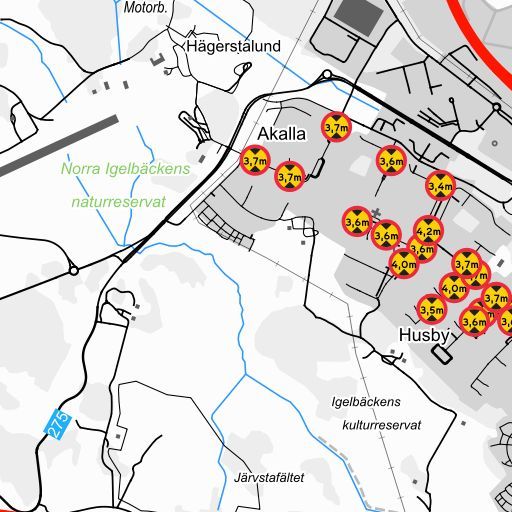 Motorb.
Hägerstalund
Akalla
3,7m
3,7m
3,7m
3,6m
3,4m
Norra Igelbäckens
naturreservat
3,6m
3,6m
4,2m
3,6m
4,0m
3,7m
4,0m
3,7m
3,5m
3,6m
Husby
Igelbäckens
kulturreservat
275
Järvstafältet